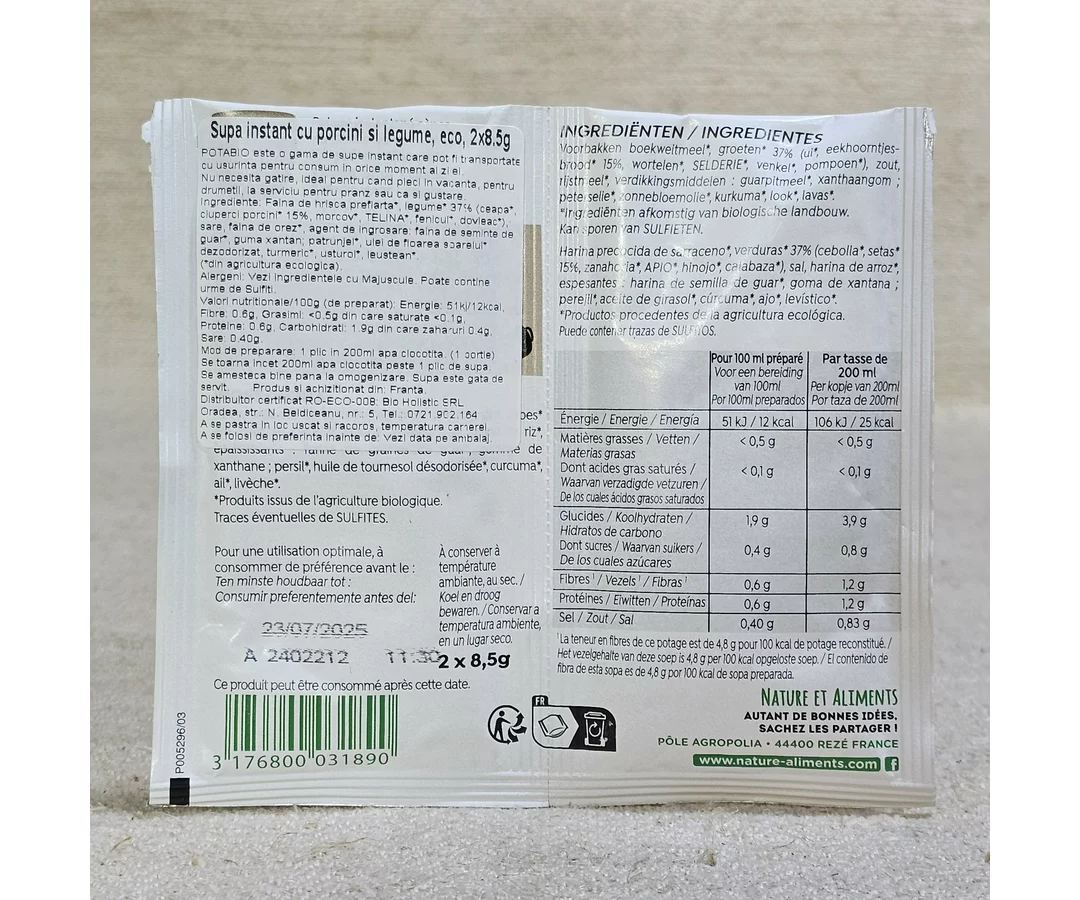 Supa instant cu porcini si legume, eco, 2x8.5g
POTABIO este o gama de supe instant care pot fi transportate
cu usurinta pentru consum in orice moment al zilei.
Nu necesita gatire, ideal pentru cand pleci in vacanta, pentru
drumetii, la serviciu pentru pranz sau ca si gustare.
Ingrediente: Faina de hrisca prefiarta*, legume* 37% (ceapa*,
ciuperci porcini* 15%, morcov*, TELINA*, fenicul*, dovleac*),
sare, faina de orez*, agent de ingrosare: faina de seminte de
guar*, guma xantan; patrunjel*, ulei de floarea soarelui*
dezodorizat, turmeric*, usturoi*, leustean*.
(*din agricultura ecologica).
Alergeni: Vezi Ingredientele cu Majuscule. Poate contine
urme de Sulfiti.
Valori nutritionale/100g (de preparat): Energie: 51kj/12kcal,
Fibre: 0.6g, Grasimi: <0.5g din care saturate <0.1g,
Proteine: 0.6g, Carbohidrati: 1.9g din care zaharuri 0.4g,
Sare: 0.40g.
Mod de preparare: 1 plic in 200ml apa clocotita. (1 portie)
Se toarna incet 200ml apa clocotita peste 1 plic de supa.
Se amesteca bine pana la omogenizare. Supa este gata de
servit. Produs si achizitionat din: Franta.
Distribuitor certificat RO-ECO-008: Bio Holistic SRL
Oradea, str.: N. Beldiceanu, nr.: 5, Tel.: 0721.902.164
A se pastra in loc uscat si racoros, temperatura camerei.
A se folosi de preferinta inainte de: Vezi data pe ambalaj.
riz*,
épaississants : farine de graines de guar*, gomme de
xanthane ; persil*, huile de tournesol désodorisée*, curcuma*,
ail*, livèche*.
*Produits issus de l'agriculture biologique.
Traces éventuelles de SULFITES.
Pour une utilisation optimale, à
consommer de préférence avant le :
Ten minste houdbaar tot :
Consumir preferentemente antes del:
23/07/2025
A 2402212 11:30
À conserver à
température
ambiante, au sec. /
Koel en droog
bewaren. / Conservar a
temperatura ambiente,
en un lugar seco.
2 x 8,5g
Ce produit peut être consommé après cette date.
3 176800 031890
P005296/03
FR
INGREDIËNTEN / INGREDIENTES
Voorbakken boekweitmeel*, groeten* 37% (ui*, eekhoorntjes-
brood* 15%, wortelen*, SELDERIE*, venkel*, pompoen*), zout,
rijstmeel*, verdikkingsmiddelen : guarpitmeel*, xanthaangom ;
peterselie*, zonnebloemolie*, kurkuma*, look*, lavas*.
*Ingrediënten afkomstig van biologische landbouw.
Kan sporen van SULFIETEN.
Harina precocida de sarraceno*, verduras* 37% (cebolla*, setas*
15%, zanahoria*, APIO*, hinojo*, calabaza*), sal, harina de arroz*,
espesantes : harina de semilla de guar*, goma de xantana ;
perejil*, aceite de girasol*, cúrcuma*, ajo*, levístico*.
*Productos procedentes de la agricultura ecológica.
Puede contener trazas de SULFITOS.
Pour 100 ml préparé
Voor een bereiding
van 100ml
Por 100ml preparados
Par tasse de
200 ml
Per kopje van 200ml
Por taza de 200ml
Énergie / Energie / Energía 51 kJ / 12 kcal 106 kJ / 25 kcal
Matières grasses / Vetten / < 0,5 g < 0,5 g
Materias grasas
Dont acides gras saturés / < 0,1 g < 0,1 g
Waarvan verzadigde vetzuren /
De los cuales ácidos grasos saturados
Glucides / Koolhydraten / 1,9 g 3,9 g
Hidratos de carbono
Dont sucres / Waarvan suikers / 0,4 g 0,8 g
De los cuales azúcares
Fibres¹ / Vezels¹ / Fibras¹ 0,6 g 1,2 g
Protéines / Eiwitten / Proteínas 0,6 g 1,2 g
Sel / Zout / Sal 0,40 g 0,83 g
¹La teneur en fibres de ce potage est de 4,8 g pour 100 kcal de potage reconstitué. /
Het vezelgehalte van deze soep is 4,8 g per 100 kcal opgeloste soep. / El contenido de
fibra de esta sopa es de 4,8 g por 100 kcal de sopa preparada.
NATURE ET ALIMENTS
AUTANT DE BONNES IDÉES,
SACHEZ LES PARTAGER !
PÔLE AGROPOLIA • 44400 REZÉ FRANCE
www.nature-aliments.com f